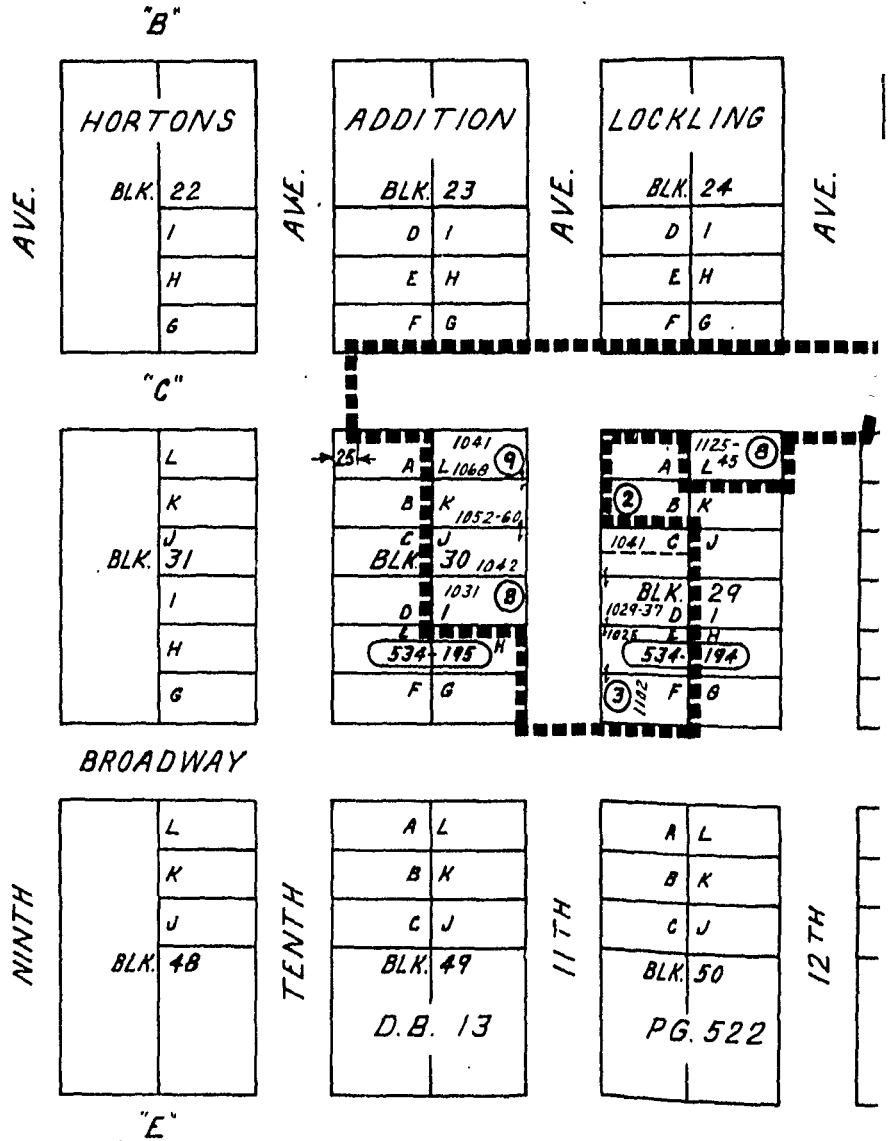 "B"
HORTONS ADDITION LOCKLING
AVE. AVE. AVE. AVE.
BLK. 22 BLK. 23 BLK. 24
I D I D I
H E H E H
G F G F G
"C"
25
L A L 1041 1068 9 A L 1125-45 8
K B K 1052-60 2 B K
J C J 1041 C J
BLK. 31 BLK. 30 1042 BLK. 29
I D I 1031 8 1029-37 D I
H E H 1025 E H
534-195 534-194
G F G 3 1102 F G
BROADWAY
L A L A L
K B K B K
J C J C J
NINTH TENTH 11TH 12TH
BLK. 48 BLK. 49 BLK. 50
D.B. 13 PG. 522
"E"